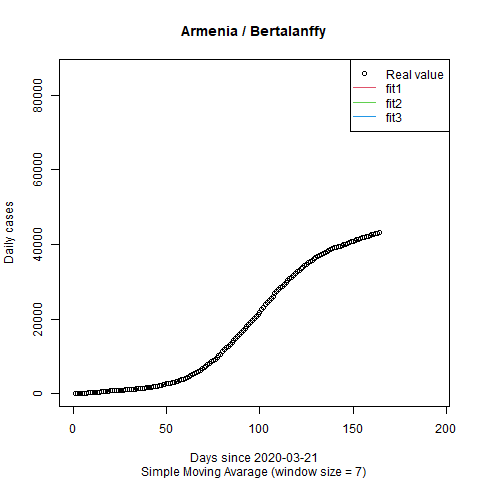 Armenia / Bertalanffy
Real value
fit1
fit2
fit3
Daily cases
80000
60000
40000
20000
0
0 50 100 150 200
Days since 2020-03-21
Simple Moving Avarage (window size = 7)